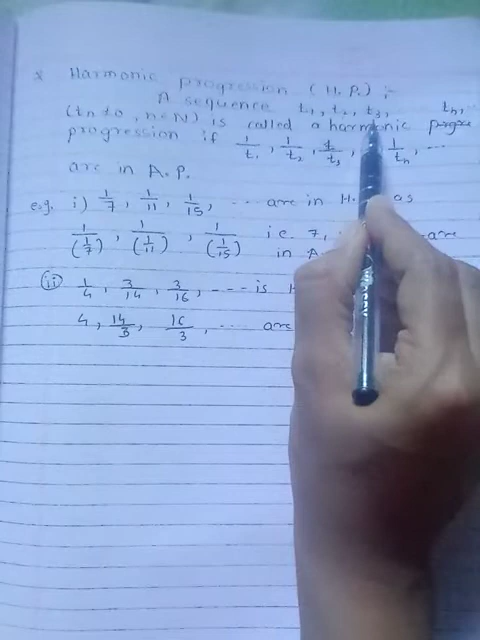 x Harmonic progression (H.P.) :-
A sequence t₁, t₂, t₃, tₙ,
(tₙ ≠ 0, n ∈ N) is called a harmonic
progression if 1/t₁, 1/t₂, 1/t₃, 1/tₙ, ...
are in A.P.
e.g. i) 1/7, 1/11, 1/15, ... are in H. as
1/(1/7), 1/(1/11), 1/(1/15) i.e. 7, are
in A
(ii) 1/4, 3/14, 3/16, ---- is
4, 14/3, 16/3, ... are